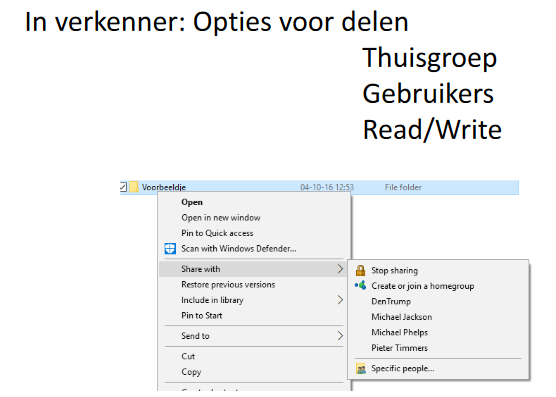 In verkenner: Opties voor delen
Thuisgroep
Gebruikers
Read/Write
Voorbeeldje 04-10-16 12:53 File folder
Open
Open in new window
Pin to Quick access
Scan with Windows Defender...
Share with
Restore previous versions
Include in library
Pin to Start
Send to
Cut
Copy
Stop sharing
Create or join a homegroup
DenTrump
Michael Jackson
Michael Phelps
Pieter Timmers
Specific people...